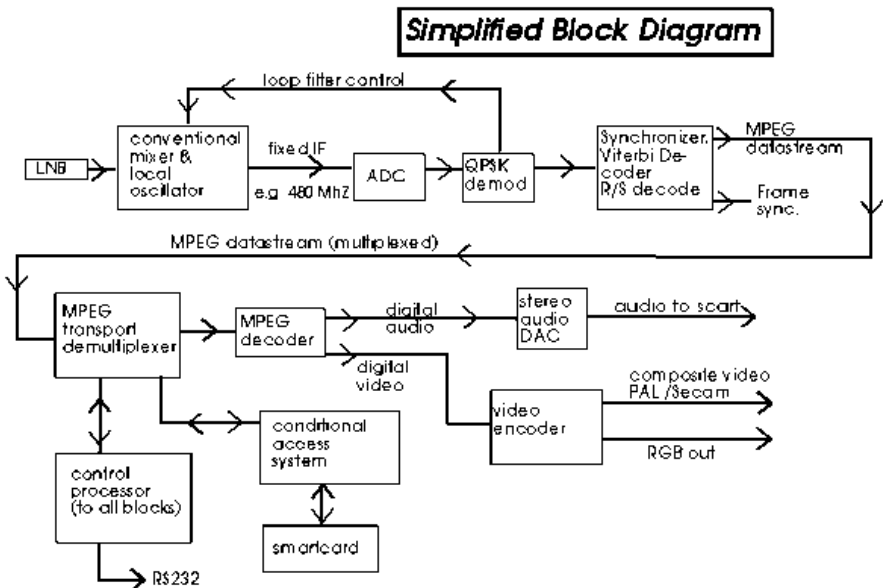 Simplified Block Diagram
loop filter control
conventional
mixer &
local
oscillator
LNB
fixed IF
e.g 480 MhZ
ADC
QPSK
demod
Synchronizer.
Viterbi De-
coder
R/S decode
MPEG
datastream
Frame
sync.
MPEG datastream (multiplexed)
MPEG
transport
demultiplexer
MPEG
decoder
digital
audio
digital
video
stereo
audio
DAC
audio to scart
video
encoder
composite video
PAL /Secam
RGB out
conditional
access
system
control
processor
(to all blocks)
smartcard
RS232